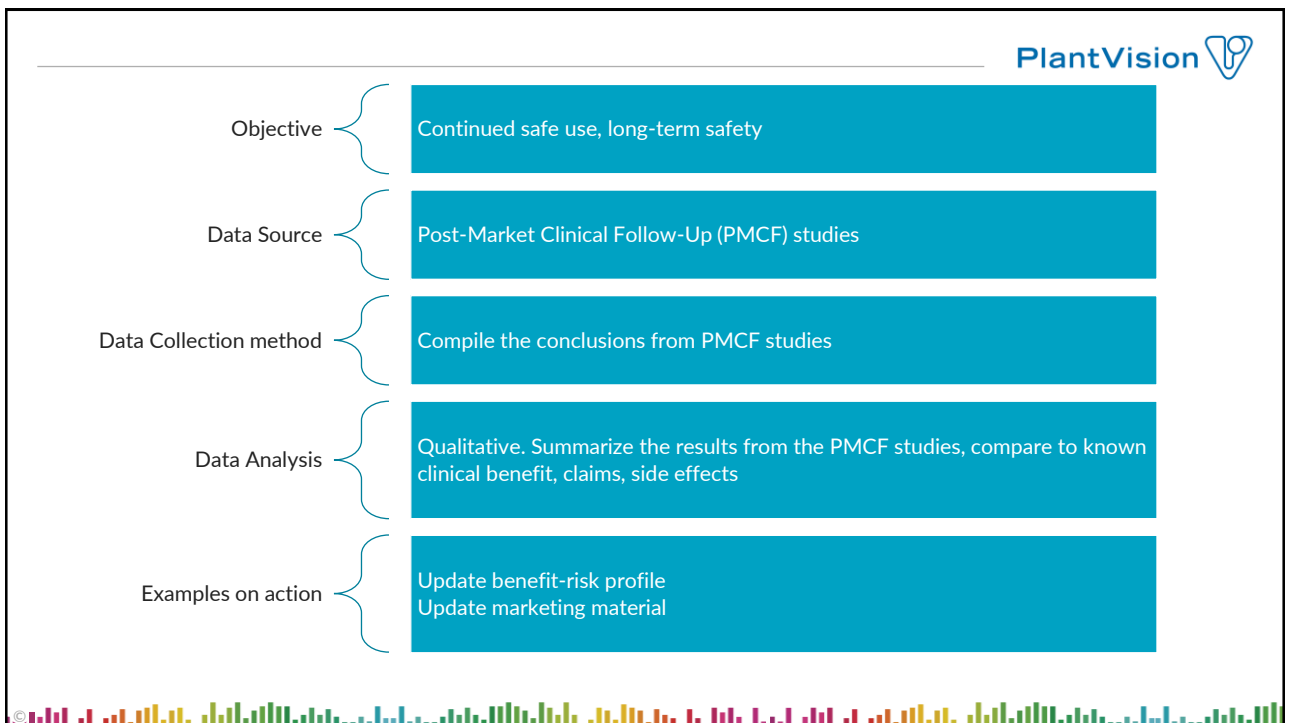 PlantVision
Objective
Continued safe use, long-term safety
Data Source
Post-Market Clinical Follow-Up (PMCF) studies
Data Collection method
Compile the conclusions from PMCF studies
Data Analysis
Qualitative. Summarize the results from the PMCF studies, compare to known
clinical benefit, claims, side effects
Examples on action
Update benefit-risk profile
Update marketing material
©